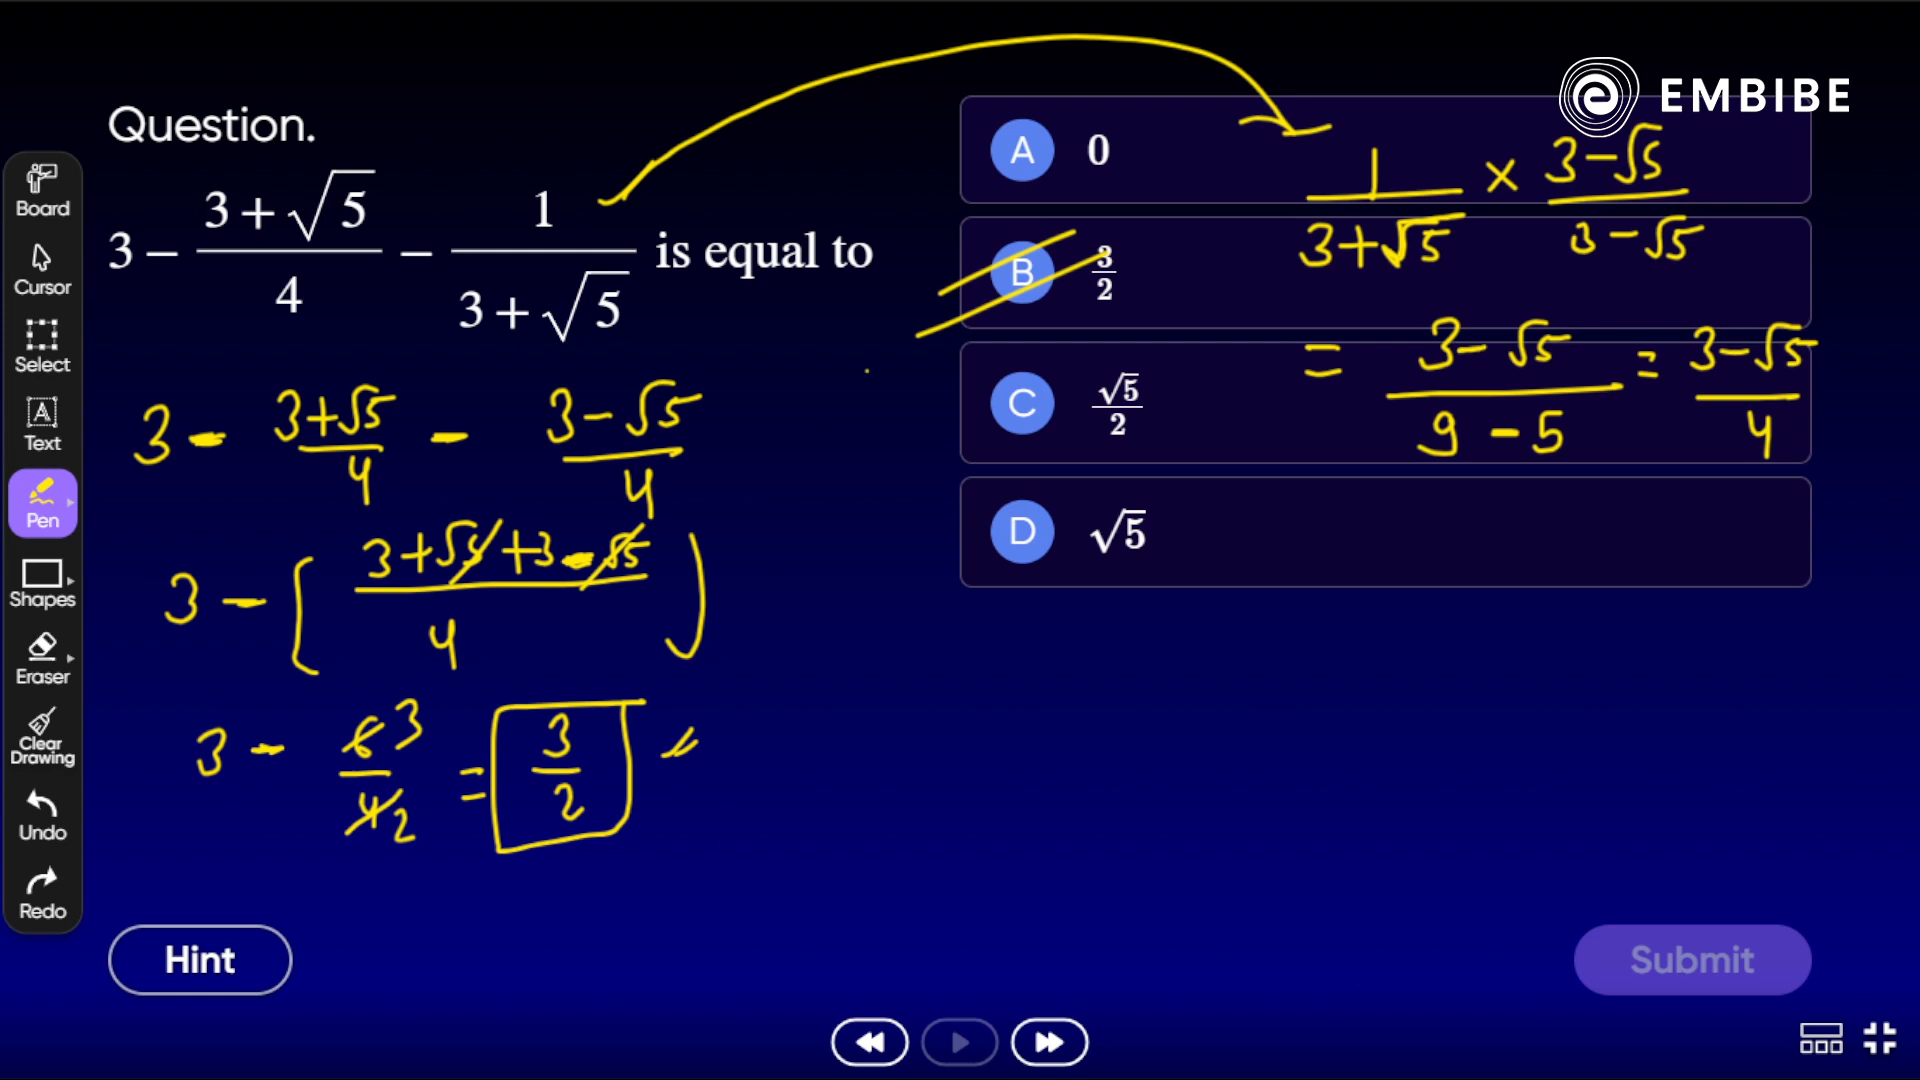 EMBIBE
Question.
3 − (3 + √5)/4 − 1/(3 + √5) is equal to
A 0
B 3/2
C √5/2
D √5
1/(3+√5) × (3−√5)/(3−√5)
= (3−√5)/(9−5) = (3−√5)/4
3 − (3+√5)/4 − (3−√5)/4
3 − [(3+√5+3−√5)/4]
3 − 6/4 3 2 = 3/2
Board
Cursor
Select
Text
Pen
Shapes
Eraser
Clear
Drawing
Undo
Redo
Hint
Submit